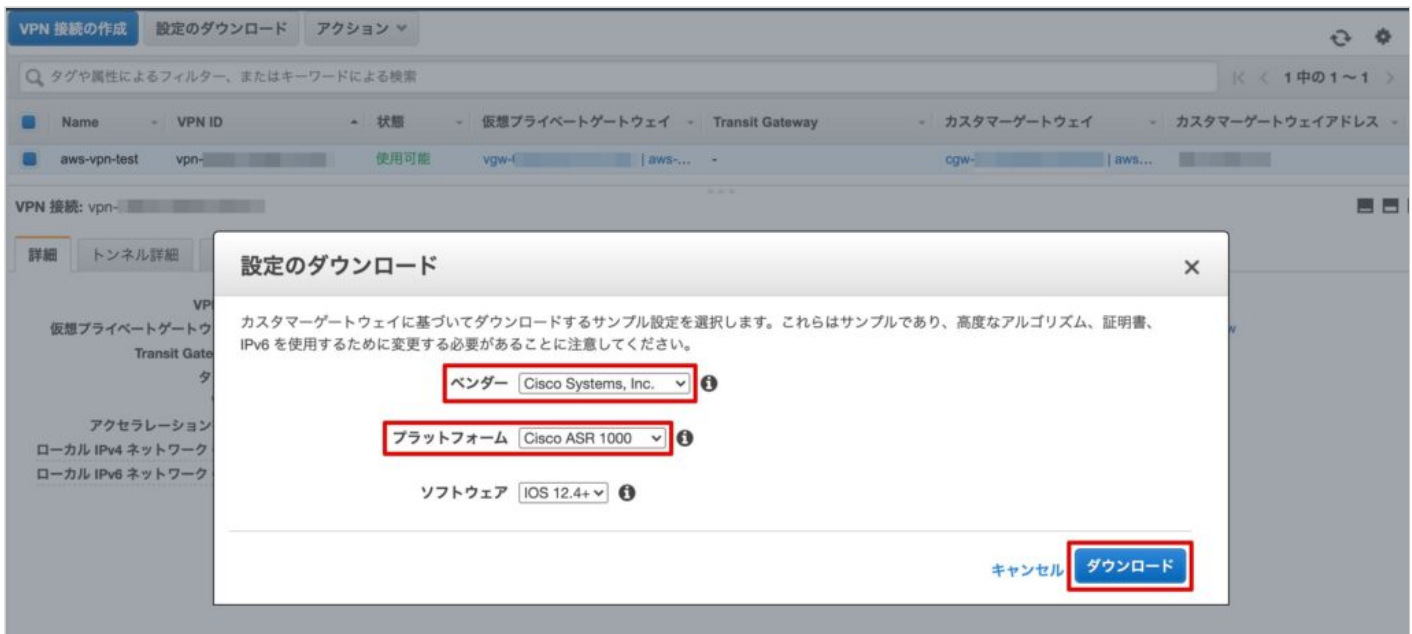 VPN 接続の作成 設定のダウンロード アクション
タグや属性によるフィルター、またはキーワードによる検索 1 中の 1 ～ 1
Name VPN ID 状態 仮想プライベートゲートウェイ Transit Gateway カスタマーゲートウェイ カスタマーゲートウェイアドレス
aws-vpn-test vpn- 使用可能 vgw- | aws-... - cgw- | aws...
VPN 接続: vpn-
詳細 トンネル詳細
設定のダウンロード
カスタマーゲートウェイに基づいてダウンロードするサンプル設定を選択します。これらはサンプルであり、高度なアルゴリズム、証明書、
IPv6 を使用するために変更する必要があることに注意してください。
ベンダー Cisco Systems, Inc.
プラットフォーム Cisco ASR 1000
ソフトウェア IOS 12.4+
キャンセル ダウンロード
VP
仮想プライベートゲートウ
Transit Gate
タ
アクセラレーション
ローカル IPv4 ネットワーク
ローカル IPv6 ネットワーク